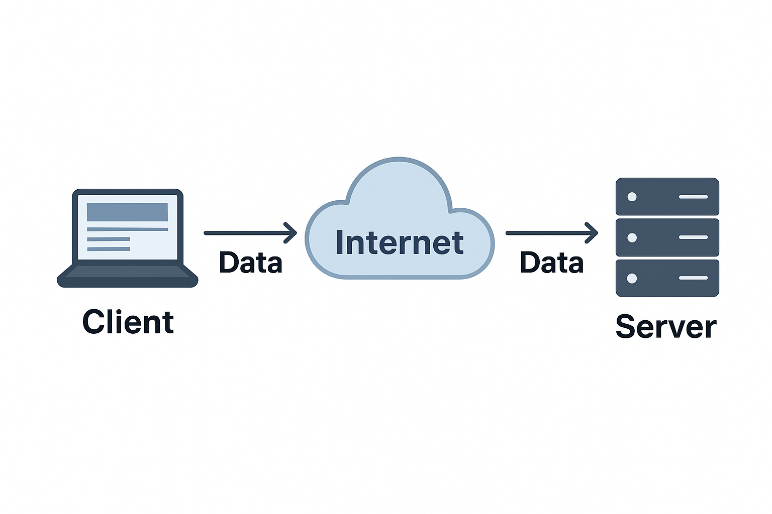 Client
Data
Internet
Data
Server